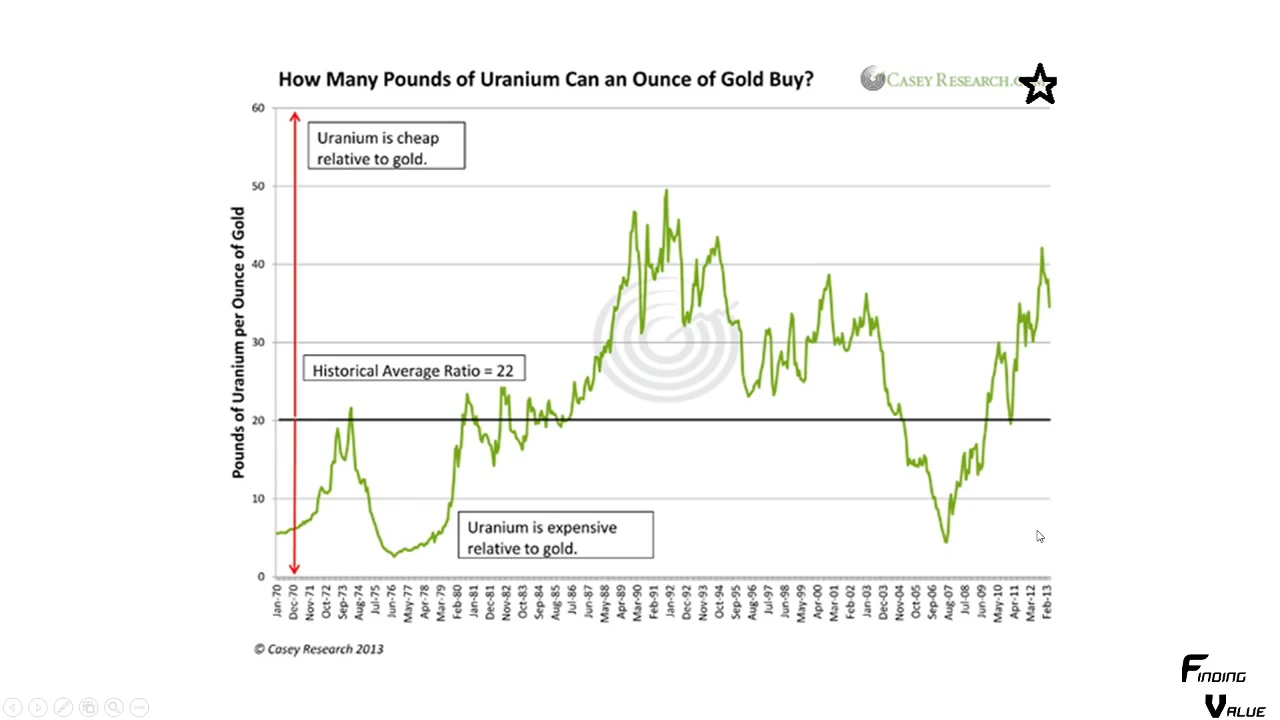 How Many Pounds of Uranium Can an Ounce of Gold Buy?
CASEY RESEARCH.C
60
Uranium is cheap
relative to gold.
50
40
30
Historical Average Ratio = 22
20
10
Uranium is expensive
relative to gold.
0
Pounds of Uranium per Ounce of Gold
Jan-70
Dec-70
Nov-71
Oct-72
Sep-73
Aug-74
Jul-75
Jun-76
May-77
Apr-78
Mar-79
Feb-80
Jan-81
Dec-81
Nov-82
Oct-83
Sep-84
Aug-85
Jul-86
Jun-87
May-88
Apr-89
Mar-90
Feb-91
Jan-92
Dec-92
Nov-93
Oct-94
Sep-95
Aug-96
Jul-97
Jun-98
May-99
Apr-00
Mar-01
Feb-02
Jan-03
Dec-03
Nov-04
Oct-05
Sep-06
Aug-07
Jul-08
Jun-09
May-10
Apr-11
Mar-12
Feb-13
© Casey Research 2013
FINDING
VALUE